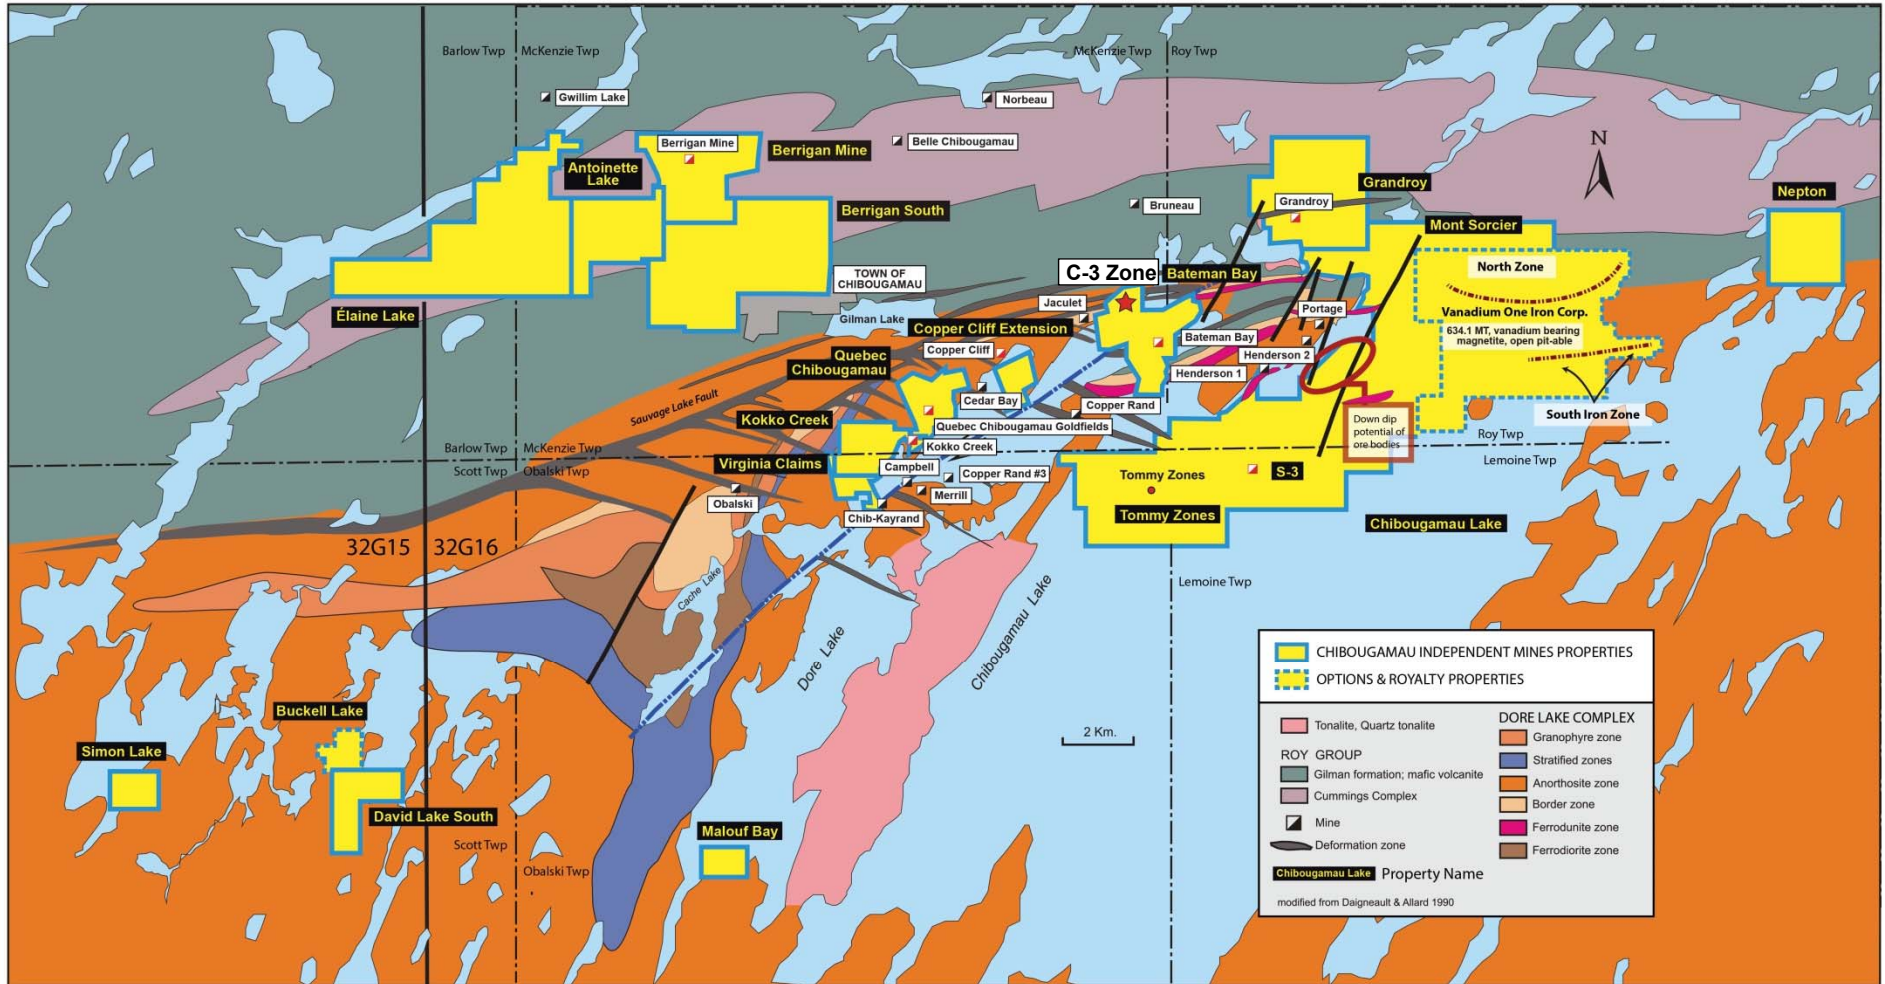 Barlow Twp
McKenzie Twp
McKenzie Twp
Roy Twp
Gwillim Lake
Norbeau
Berrigan Mine
Berrigan Mine
Belle Chibougamau
N
Antoinette
Lake
Grandroy
Nepton
Berrigan South
Bruneau
Grandroy
Mont Sorcier
C-3 Zone
Bateman Bay
North Zone
TOWN OF
CHIBOUGAMAU
Jaculet
Élaine Lake
Gilman Lake
Copper Cliff Extension
Portage
Vanadium One Iron Corp.
634.1 MT, vanadium bearing
magnetite, open pit-able
Quebec
Chibougamau
Copper Cliff
Bateman Bay
Henderson 2
Henderson 1
Sauvage Lake Fault
Cedar Bay
Copper Rand
South Iron Zone
Kokko Creek
Quebec Chibougamau Goldfields
Down dip
potential of
ore bodies
Roy Twp
Barlow Twp
McKenzie Twp
Kokko Creek
Lemoine Twp
Scott Twp
Obalski Twp
Virginia Claims
Campbell
Copper Rand #3
Tommy Zones
S-3
Obalski
Merrill
Chib-Kayrand
Tommy Zones
Chibougamau Lake
32G15
32G16
Cache Lake
Lemoine Twp
Dore Lake
Chibougamau Lake
CHIBOUGAMAU INDEPENDENT MINES PROPERTIES
OPTIONS & ROYALTY PROPERTIES
Buckell Lake
Simon Lake
2 Km.
David Lake South
Malouf Bay
Scott Twp
Obalski Twp
Tonalite, Quartz tonalite
ROY GROUP
Gilman formation; mafic volcanite
Cummings Complex
Mine
Deformation zone
Chibougamau Lake Property Name
modified from Daigneault & Allard 1990
DORE LAKE COMPLEX
Granophyre zone
Stratified zones
Anorthosite zone
Border zone
Ferrodunite zone
Ferrodiorite zone